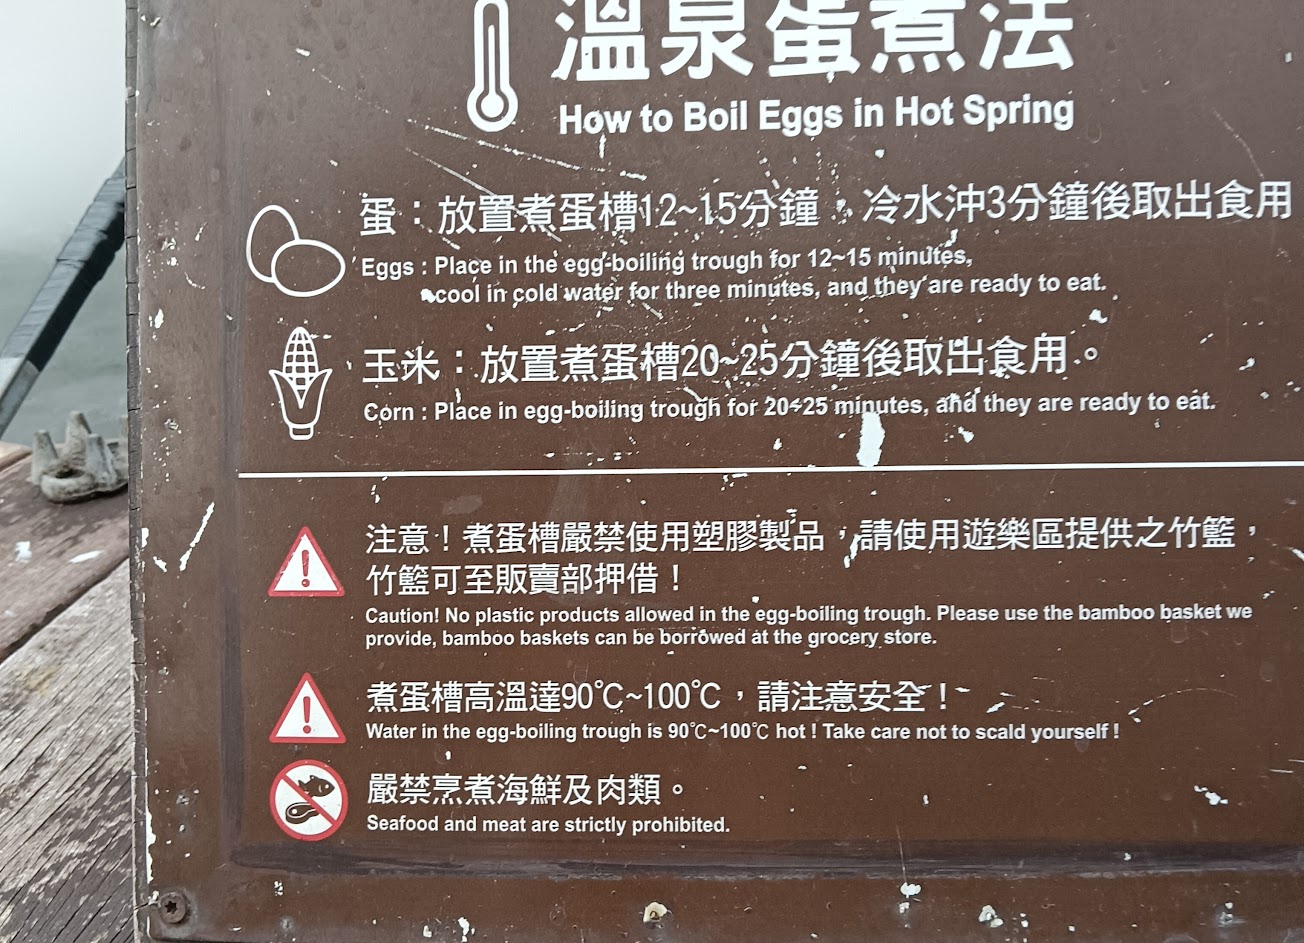 溫泉蛋煮法
How to Boil Eggs in Hot Spring
蛋：放置煮蛋槽12~15分鐘，冷水沖3分鐘後取出食用
Eggs : Place in the egg-boiling trough for 12~15 minutes,
cool in cold water for three minutes, and they are ready to eat.
玉米：放置煮蛋槽20~25分鐘後取出食用。
Corn : Place in egg-boiling trough for 20~25 minutes, and they are ready to eat.
注意！煮蛋槽嚴禁使用塑膠製品，請使用遊樂區提供之竹籃，
竹籃可至販賣部押借！
Caution! No plastic products allowed in the egg-boiling trough. Please use the bamboo basket we
provide, bamboo baskets can be borrowed at the grocery store.
煮蛋槽高溫達90℃~100℃，請注意安全！
Water in the egg-boiling trough is 90℃~100℃ hot ! Take care not to scald yourself !
嚴禁烹煮海鮮及肉類。
Seafood and meat are strictly prohibited.